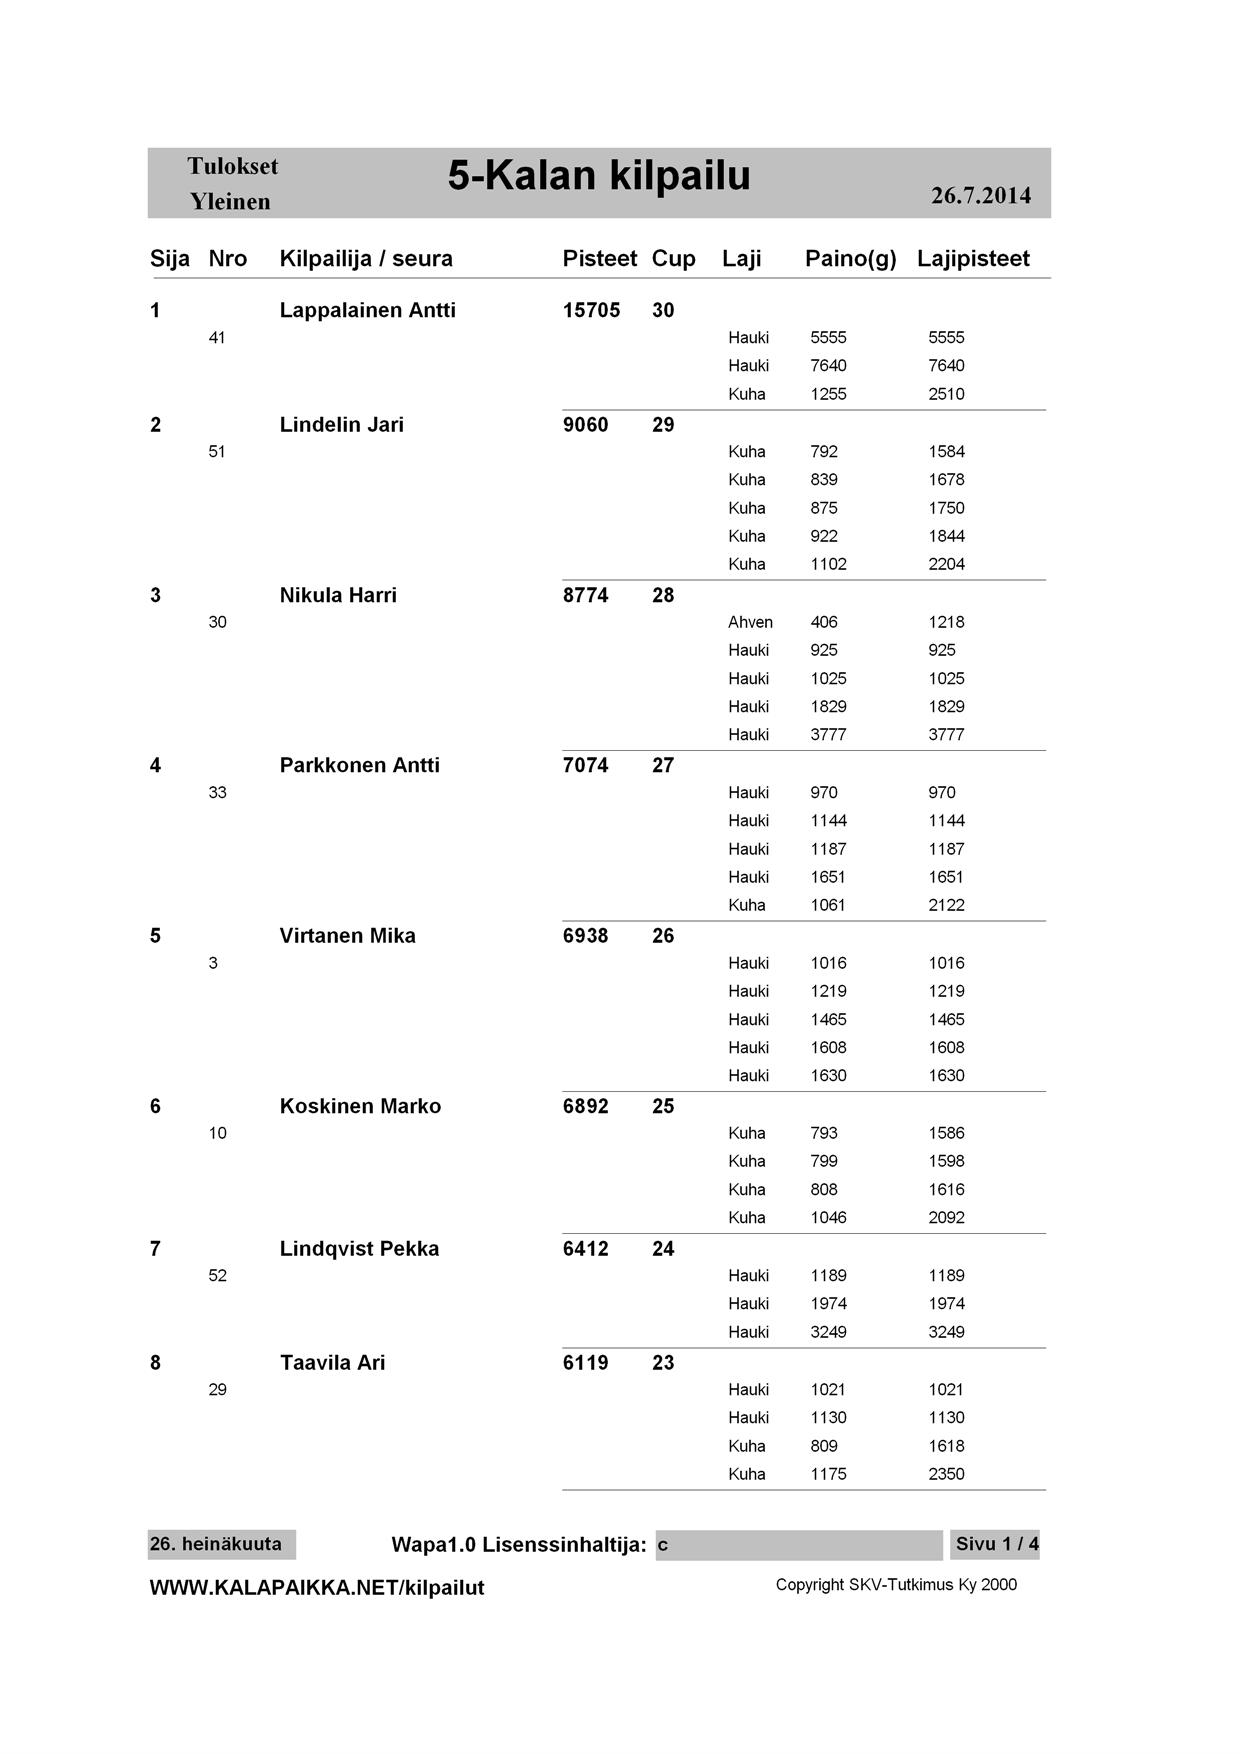 Tulokset
5-Kalan kilpailu
Yleinen
26.7.2014
Sija Nro Kilpailija / seura Pisteet Cup Laji Paino(g) Lajipisteet
1 Lappalainen Antti 15705 30
41 Hauki 5555 5555
Hauki 7640 7640
Kuha 1255 2510
2 Lindelin Jari 9060 29
51 Kuha 792 1584
Kuha 839 1678
Kuha 875 1750
Kuha 922 1844
Kuha 1102 2204
3 Nikula Harri 8774 28
30 Ahven 406 1218
Hauki 925 925
Hauki 1025 1025
Hauki 1829 1829
Hauki 3777 3777
4 Parkkonen Antti 7074 27
33 Hauki 970 970
Hauki 1144 1144
Hauki 1187 1187
Hauki 1651 1651
Kuha 1061 2122
5 Virtanen Mika 6938 26
3 Hauki 1016 1016
Hauki 1219 1219
Hauki 1465 1465
Hauki 1608 1608
Hauki 1630 1630
6 Koskinen Marko 6892 25
10 Kuha 793 1586
Kuha 799 1598
Kuha 808 1616
Kuha 1046 2092
7 Lindqvist Pekka 6412 24
52 Hauki 1189 1189
Hauki 1974 1974
Hauki 3249 3249
8 Taavila Ari 6119 23
29 Hauki 1021 1021
Hauki 1130 1130
Kuha 809 1618
Kuha 1175 2350
26. heinäkuuta Wapa1.0 Lisenssinhaltija: c Sivu 1 / 4
WWW.KALAPAIKKA.NET/kilpailut Copyright SKV-Tutkimus Ky 2000